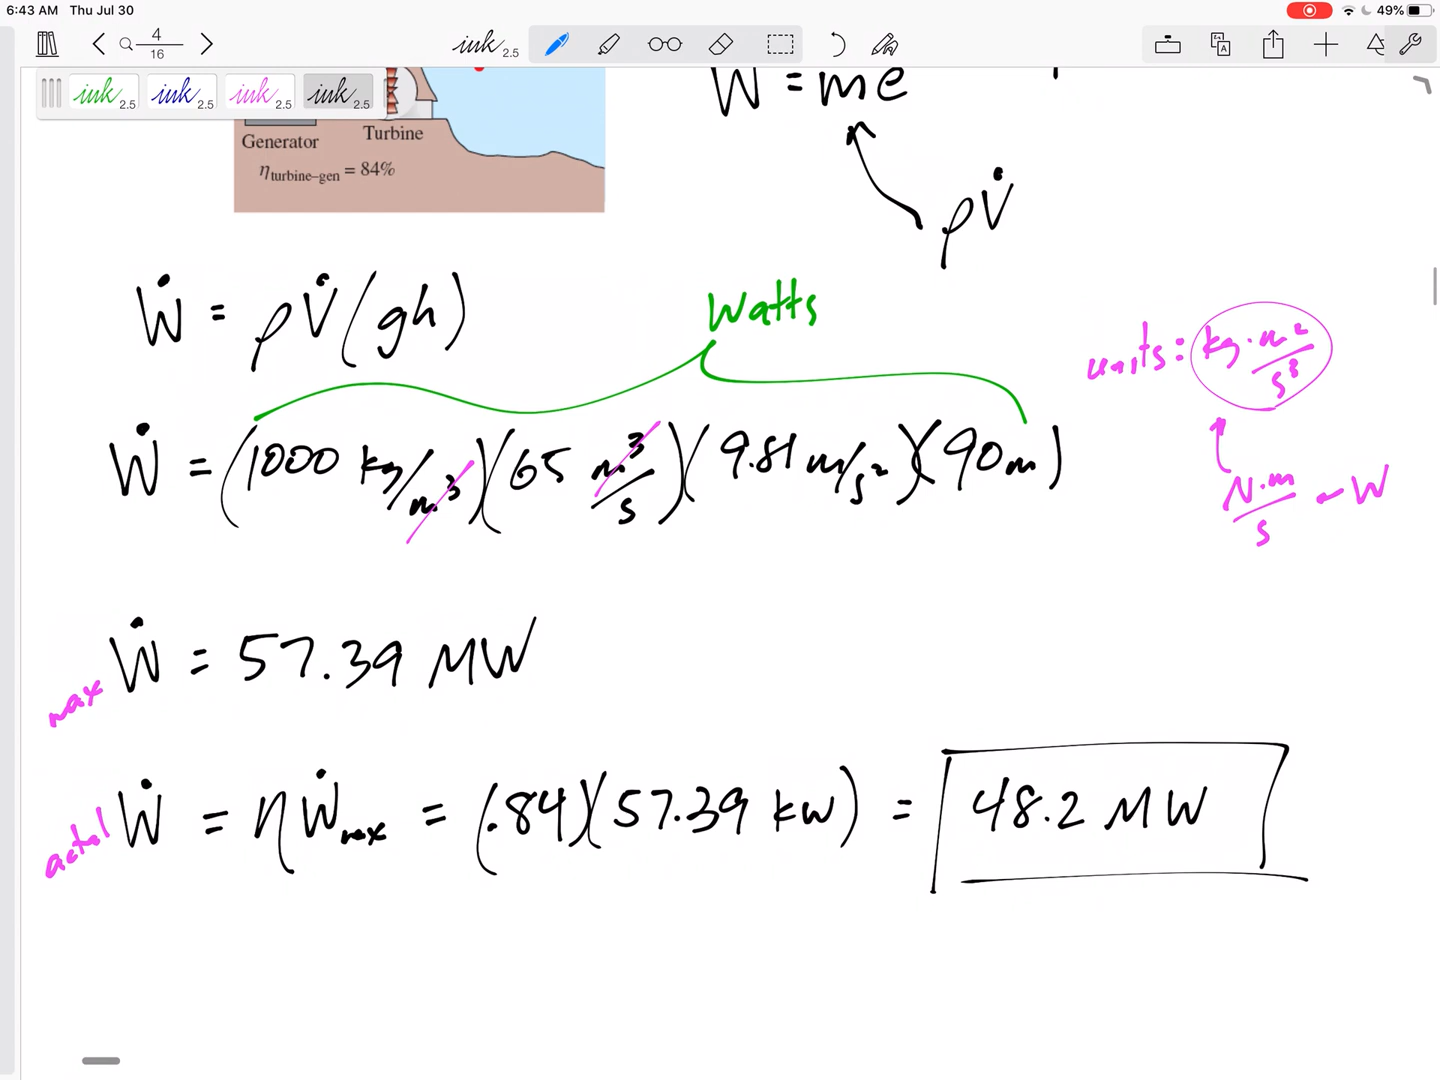 6:43 AM Thu Jul 30
49%
4
16
ink 2.5
ink 2.5 ink 2.5 ink 2.5 ink 2.5
Generator Turbine
ηturbine–gen = 84%
Ẇ = ṁe
ρV̇
Ẇ = ρV̇(gh)
Watts
units: kg·m²/s³
Ẇ = (1000 kg/m³)(65 m³/s)(9.81 m/s²)(90m)
N·m/s - W
max Ẇ = 57.39 MW
actual Ẇ = ηẆmax = (.84)(57.39 kW) = 48.2 MW